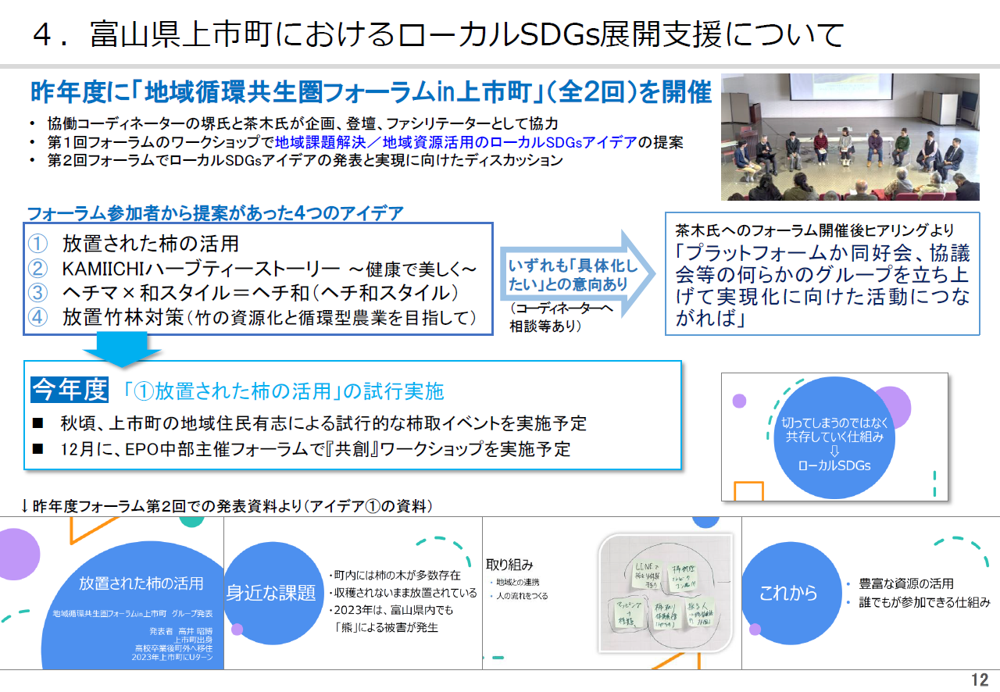 ４．富山県上市町におけるローカルSDGs展開支援について
昨年度に「地域循環共生圏フォーラムin上市町」（全２回）を開催
• 協働コーディネーターの堺氏と茶木氏が企画、登壇、ファシリテーターとして協力
• 第１回フォーラムのワークショップで地域課題解決／地域資源活用のローカルSDGsアイデアの提案
• 第２回フォーラムでローカルSDGsアイデアの発表と実現に向けたディスカッション
フォーラム参加者から提案があった４つのアイデア
① 放置された柿の活用
② KAMIICHIハーブティーストーリー ～健康で美しく～
③ ヘチマ×和スタイル＝ヘチ和（ヘチ和スタイル）
④ 放置竹林対策（竹の資源化と循環型農業を目指して）
いずれも「具体化し
たい」との意向あり
（コーディネーターへ
相談等あり）
茶木氏へのフォーラム開催後ヒアリングより
「プラットフォームか同好会、協議
会等の何らかのグループを立ち上
げて実現化に向けた活動につな
がれば」
今年度 「①放置された柿の活用」の試行実施
■ 秋頃、上市町の地域住民有志による試行的な柿取イベントを実施予定
■ 12月に、EPO中部主催フォーラムで『共創』ワークショップを実施予定
切ってしまうのではなく
共存していく仕組み
⇩
ローカルSDGs
↓昨年度フォーラム第２回での発表資料より（アイデア①の資料）
放置された柿の活用
地域循環共生圏フォーラムin上市町 グループ発表
発表者 高井 昭博
上市町出身
高校卒業後町外へ移住
2023年上市町にUターン
身近な課題
・町内には柿の木が多数存在
・収穫されないまま放置されている
・2023年は、富山県内でも
「熊」による被害が発生
取り組み
• 地域との連携
• 人の流れをつくる
LINEで
マッピング
柿取り
採る人
これから
• 豊富な資源の活用
• 誰でもが参加できる仕組み
12